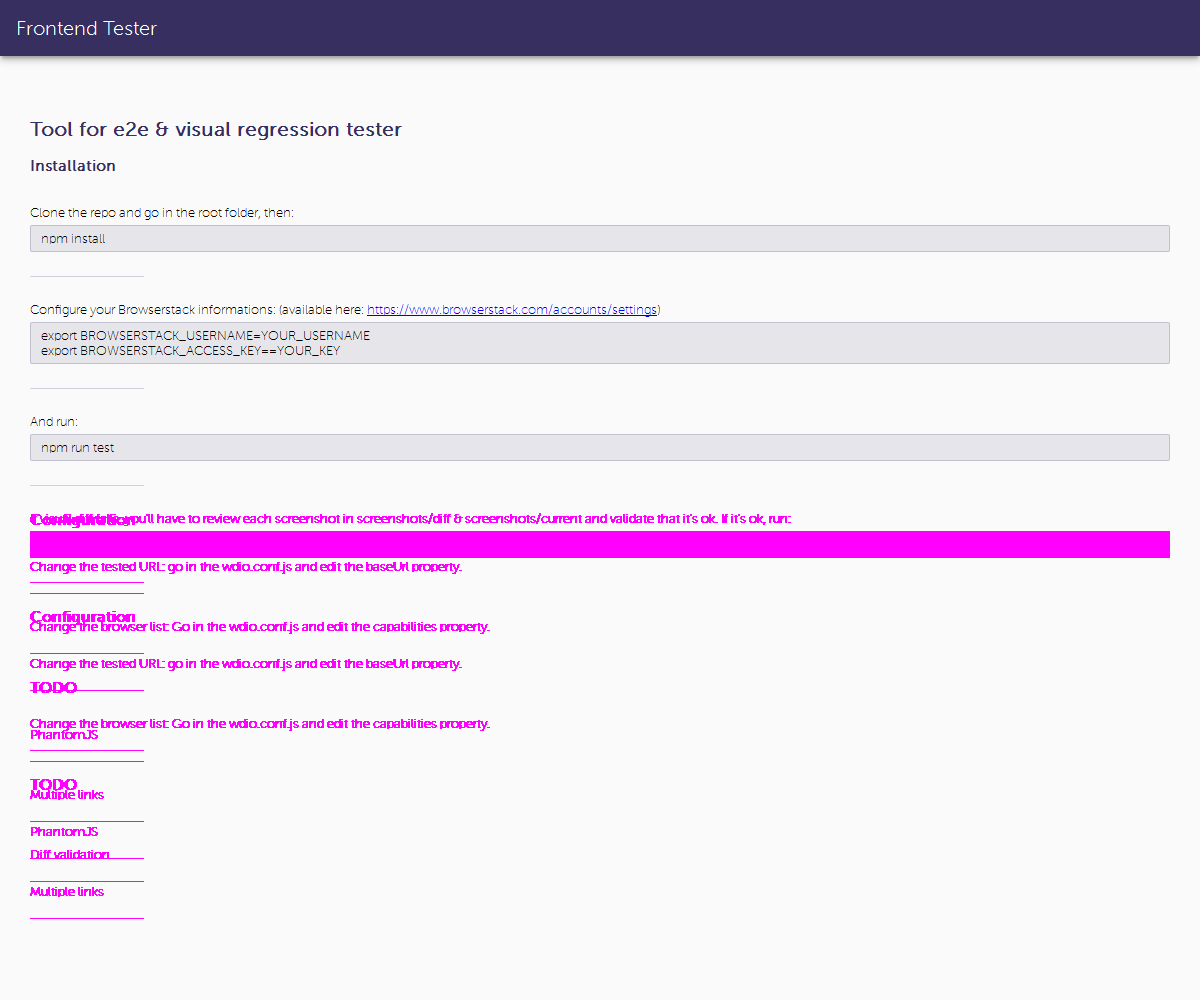 Frontend Tester
Tool for e2e & visual regression tester
Installation
Clone the repo and go in the root folder, then:
npm install
Configure your Browserstack informations: (available here: https://www.browserstack.com/accounts/settings)
export BROWSERSTACK_USERNAME=YOUR_USERNAME
export BROWSERSTACK_ACCESS_KEY==YOUR_KEY
And run:
npm run test
Configuration
you'll have to review each screenshot in screenshots/diff & screenshots/current and validate that it's ok. If it's ok, run:
Change the tested URL: go in the wdio.conf.js and edit the baseUrl property.
Configuration
Change the browser list: Go in the wdio.conf.js and edit the capabilities property.
Change the tested URL: go in the wdio.conf.js and edit the baseUrl property.
TODO
Change the browser list: Go in the wdio.conf.js and edit the capabilities property.
PhantomJS
TODO
Multiple links
PhantomJS
Diff validation
Multiple links